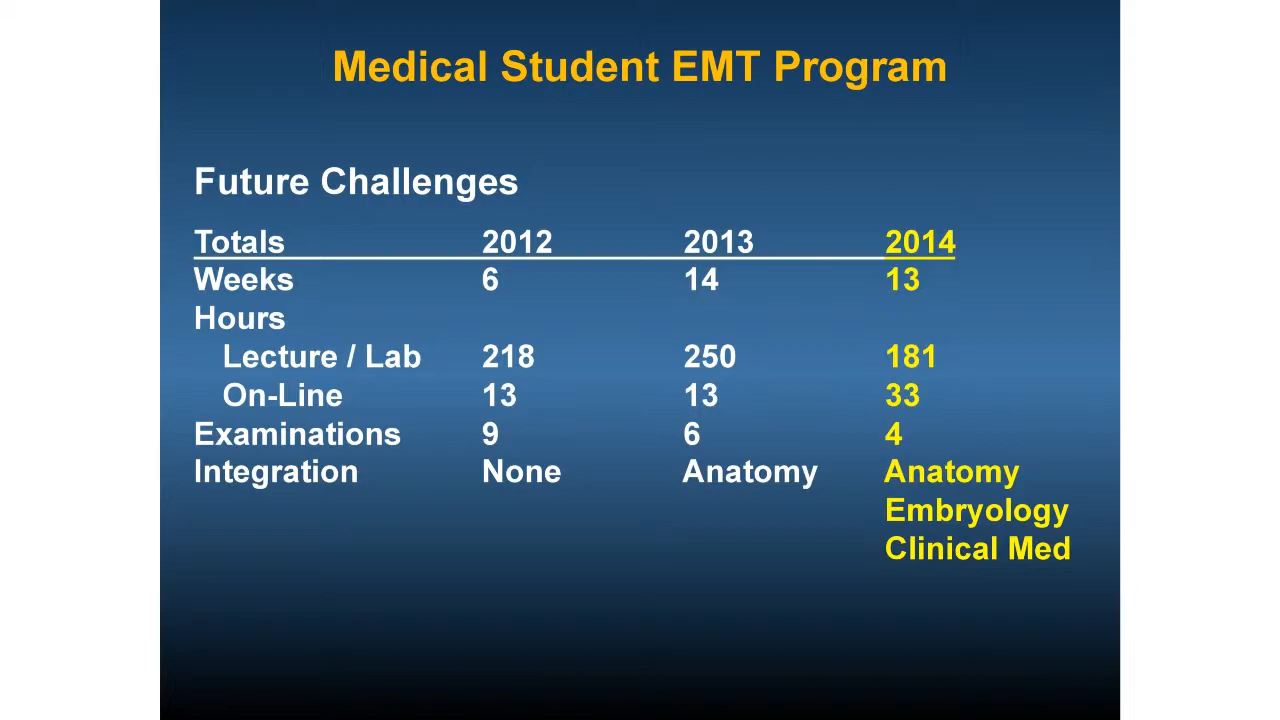 Medical Student EMT Program
Future Challenges
Totals 2012 2013 2014
Weeks 6 14 13
Hours
Lecture / Lab 218 250 181
On-Line 13 13 33
Examinations 9 6 4
Integration None Anatomy Anatomy
Embryology
Clinical Med